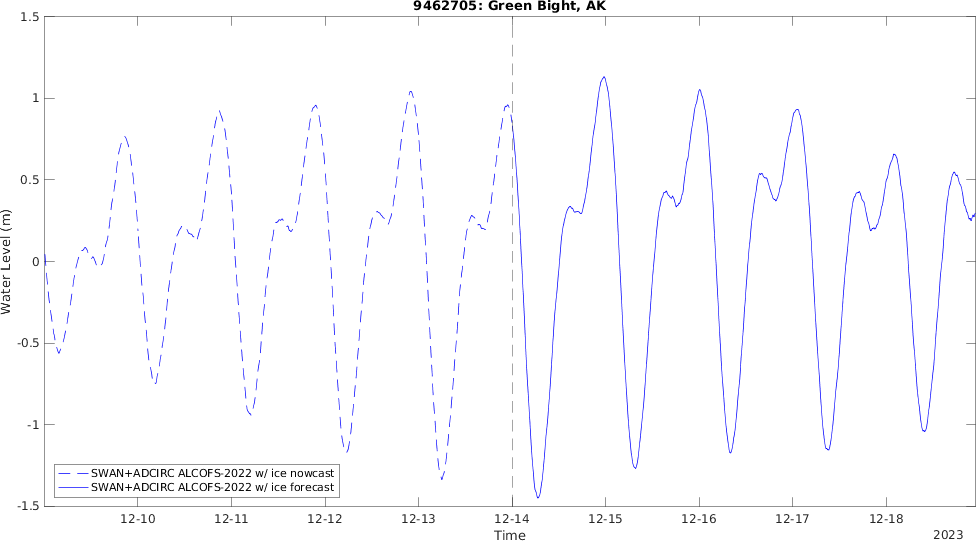 9462705: Green Bight, AK
1.5
1
0.5
0
-0.5
-1
-1.5
Water Level (m)
SWAN+ADCIRC ALCOFS-2022 w/ ice nowcast
SWAN+ADCIRC ALCOFS-2022 w/ ice forecast
12-10 12-11 12-12 12-13 12-14 12-15 12-16 12-17 12-18
Time
2023